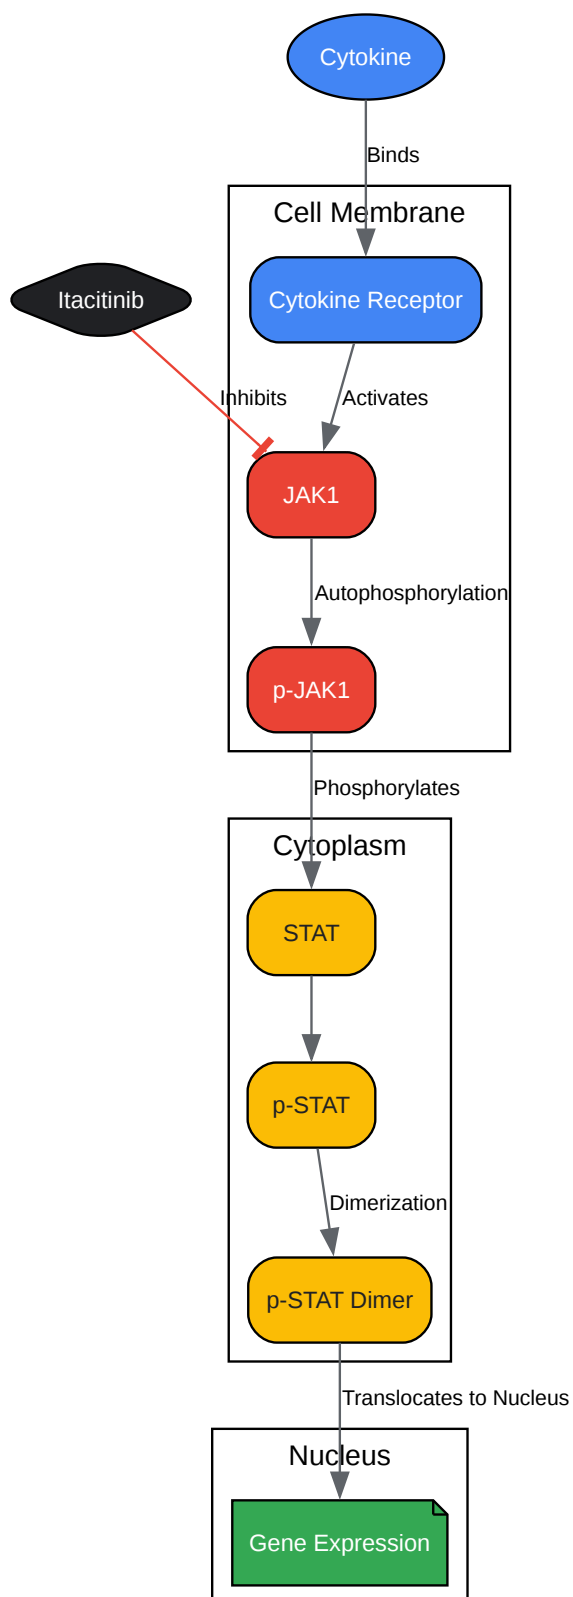 Cytokine
Binds
Cell Membrane
Cytokine Receptor
Itacitinib
Inhibits
Activates
JAK1
Autophosphorylation
p-JAK1
Phosphorylates
Cytoplasm
STAT
p-STAT
Dimerization
p-STAT Dimer
Translocates to Nucleus
Nucleus
Gene Expression